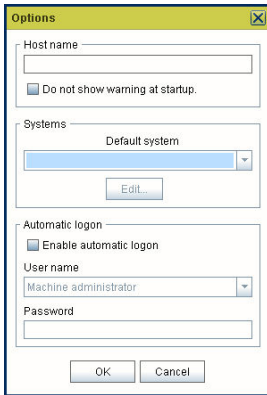 Options
Host name
Do not show warning at startup.
Systems
Default system
Edit...
Automatic logon
Enable automatic logon
User name
Machine administrator
Password
OK
Cancel